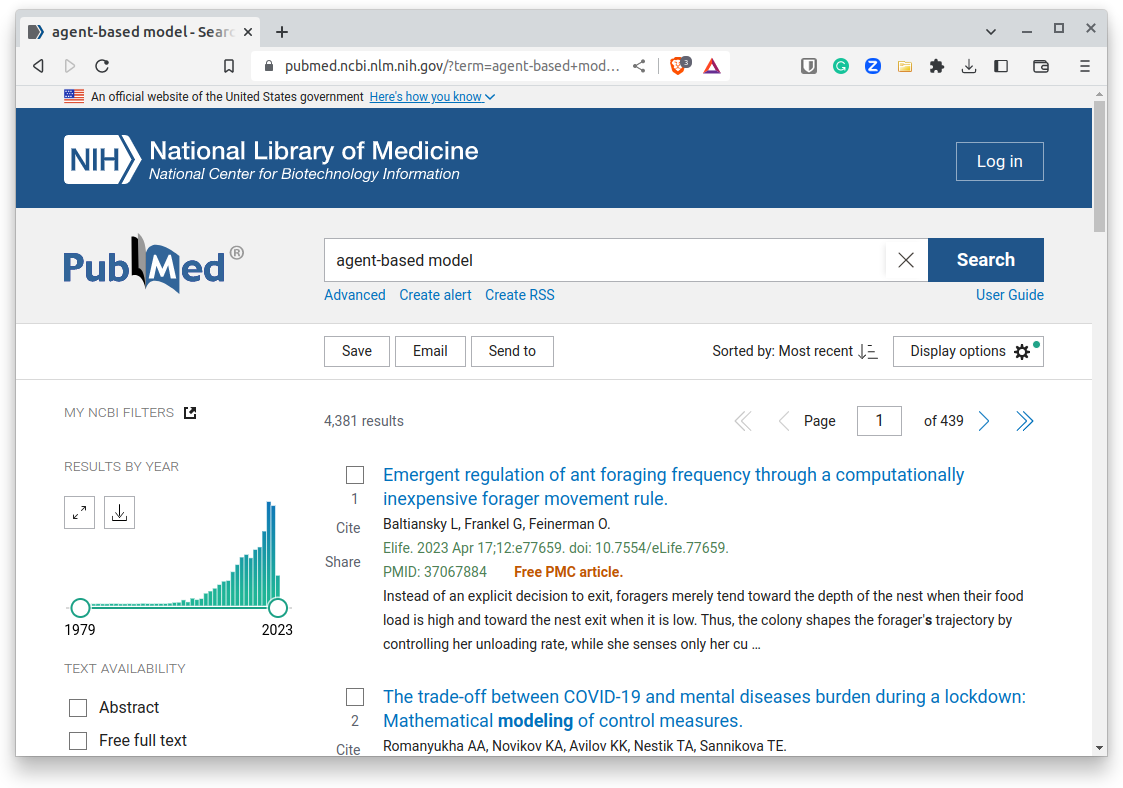 agent-based model - Sear
pubmed.ncbi.nlm.nih.gov/?term=agent-based+mod...
3
An official website of the United States government Here's how you know
NIH National Library of Medicine
National Center for Biotechnology Information
Log in
PubMed®
agent-based model
Search
Advanced Create alert Create RSS User Guide
Save Email Send to Sorted by: Most recent Display options
MY NCBI FILTERS
4,381 results Page 1 of 439
RESULTS BY YEAR
1979 2023
TEXT AVAILABILITY
Abstract
Free full text
1
Cite
Share
Emergent regulation of ant foraging frequency through a computationally
inexpensive forager movement rule.
Baltiansky L, Frankel G, Feinerman O.
Elife. 2023 Apr 17;12:e77659. doi: 10.7554/eLife.77659.
PMID: 37067884 Free PMC article.
Instead of an explicit decision to exit, foragers merely tend toward the depth of the nest when their food
load is high and toward the nest exit when it is low. Thus, the colony shapes the forager's trajectory by
controlling her unloading rate, while she senses only her cu ...
2
Cite
The trade-off between COVID-19 and mental diseases burden during a lockdown:
Mathematical modeling of control measures.
Romanyukha AA, Novikov KA, Avilov KK, Nestik TA, Sannikova TE.